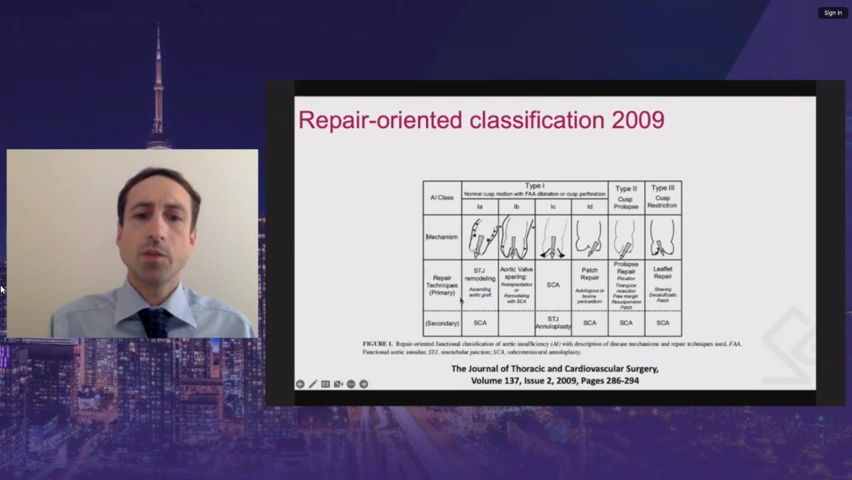 Sign in
Repair-oriented classification 2009
AI Class
Type I
Normal cusp motion with FAA dilatation or cusp perforation
Type II
Cusp
Prolapse
Type III
Cusp
Restriction
Ia
Ib
Ic
Id
Mechanism
Repair
Techniques
(Primary)
STJ
remodeling
Ascending
aortic graft
Aortic Valve
sparing:
Reimplantation
or
Remodeling
with SCA
SCA
Patch
Repair
Autologous or
bovine
pericardium
Prolapse
Repair
Plication
Triangular
resection
Free margin
Resuspension
Patch
Leaflet
Repair
Shaving
Decalcification
Patch
(Secondary)
SCA
STJ
Annuloplasty
SCA
SCA
SCA
FIGURE 1. Repair-oriented functional classification of aortic insufficiency (AI) with description of disease mechanisms and repair techniques used. FAA,
Functional aortic annulus; STJ, sinotubular junction; SCA, subcommissural annuloplasty.
The Journal of Thoracic and Cardiovascular Surgery,
Volume 137, Issue 2, 2009, Pages 286-294